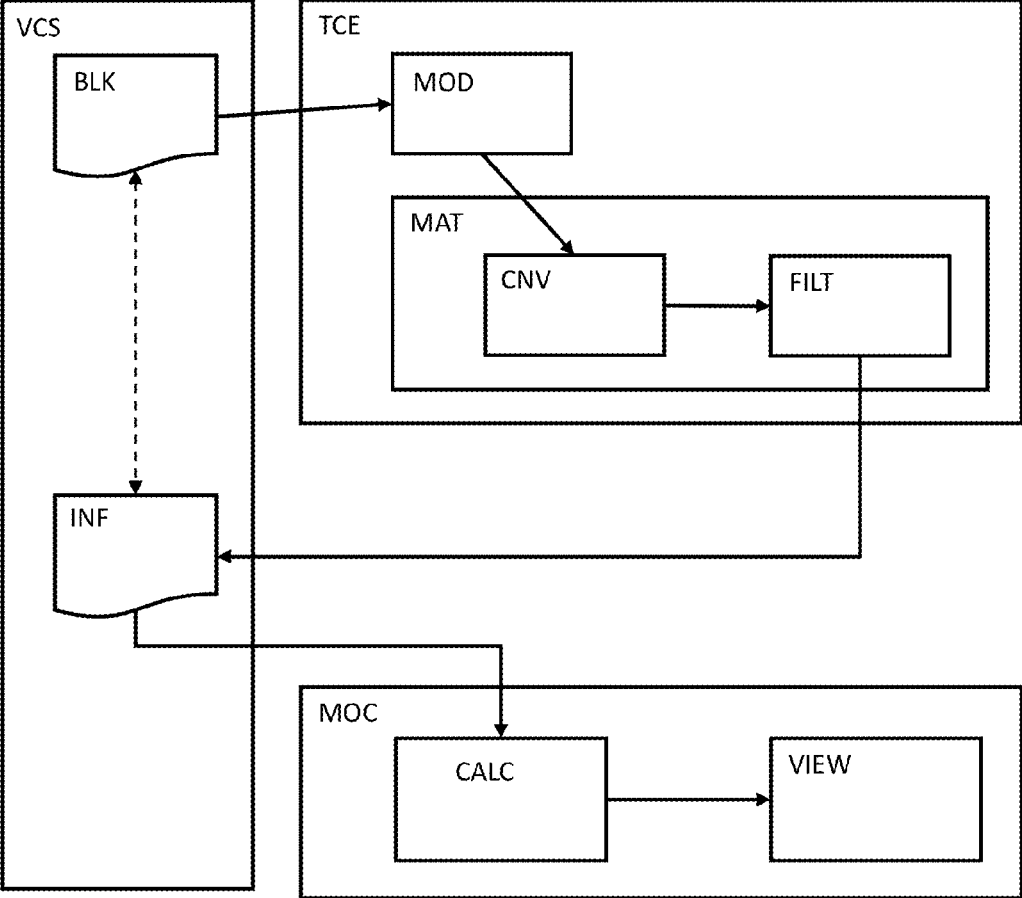 VCS
TCE
BLK
MOD
MAT
CNV
FILT
INF
MOC
CALC
VIEW